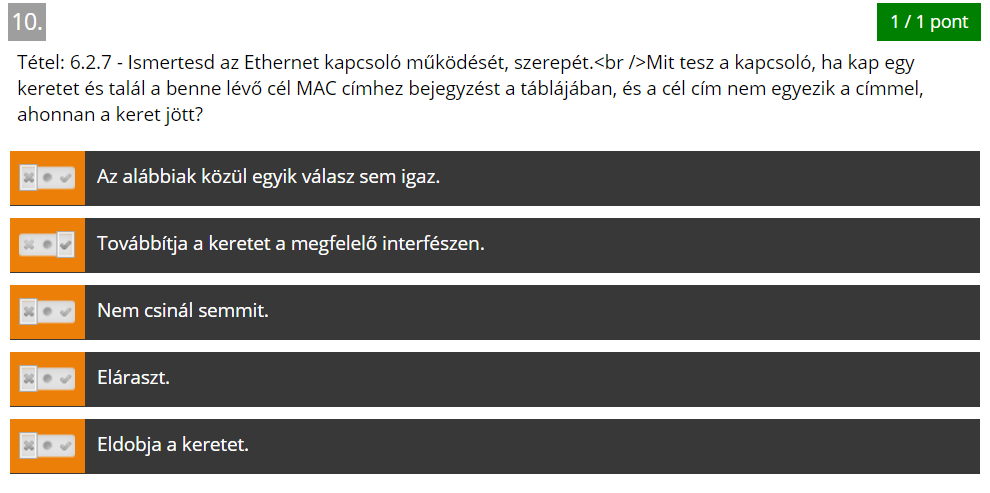 10.
1 / 1 pont
Tétel: 6.2.7 - Ismertesd az Ethernet kapcsoló működését, szerepét.<br />Mit tesz a kapcsoló, ha kap egy
keretet és talál a benne lévő cél MAC címhez bejegyzést a táblájában, és a cél cím nem egyezik a címmel,
ahonnan a keret jött?
Az alábbiak közül egyik válasz sem igaz.
Továbbítja a keretet a megfelelő interfészen.
Nem csinál semmit.
Eláraszt.
Eldobja a keretet.